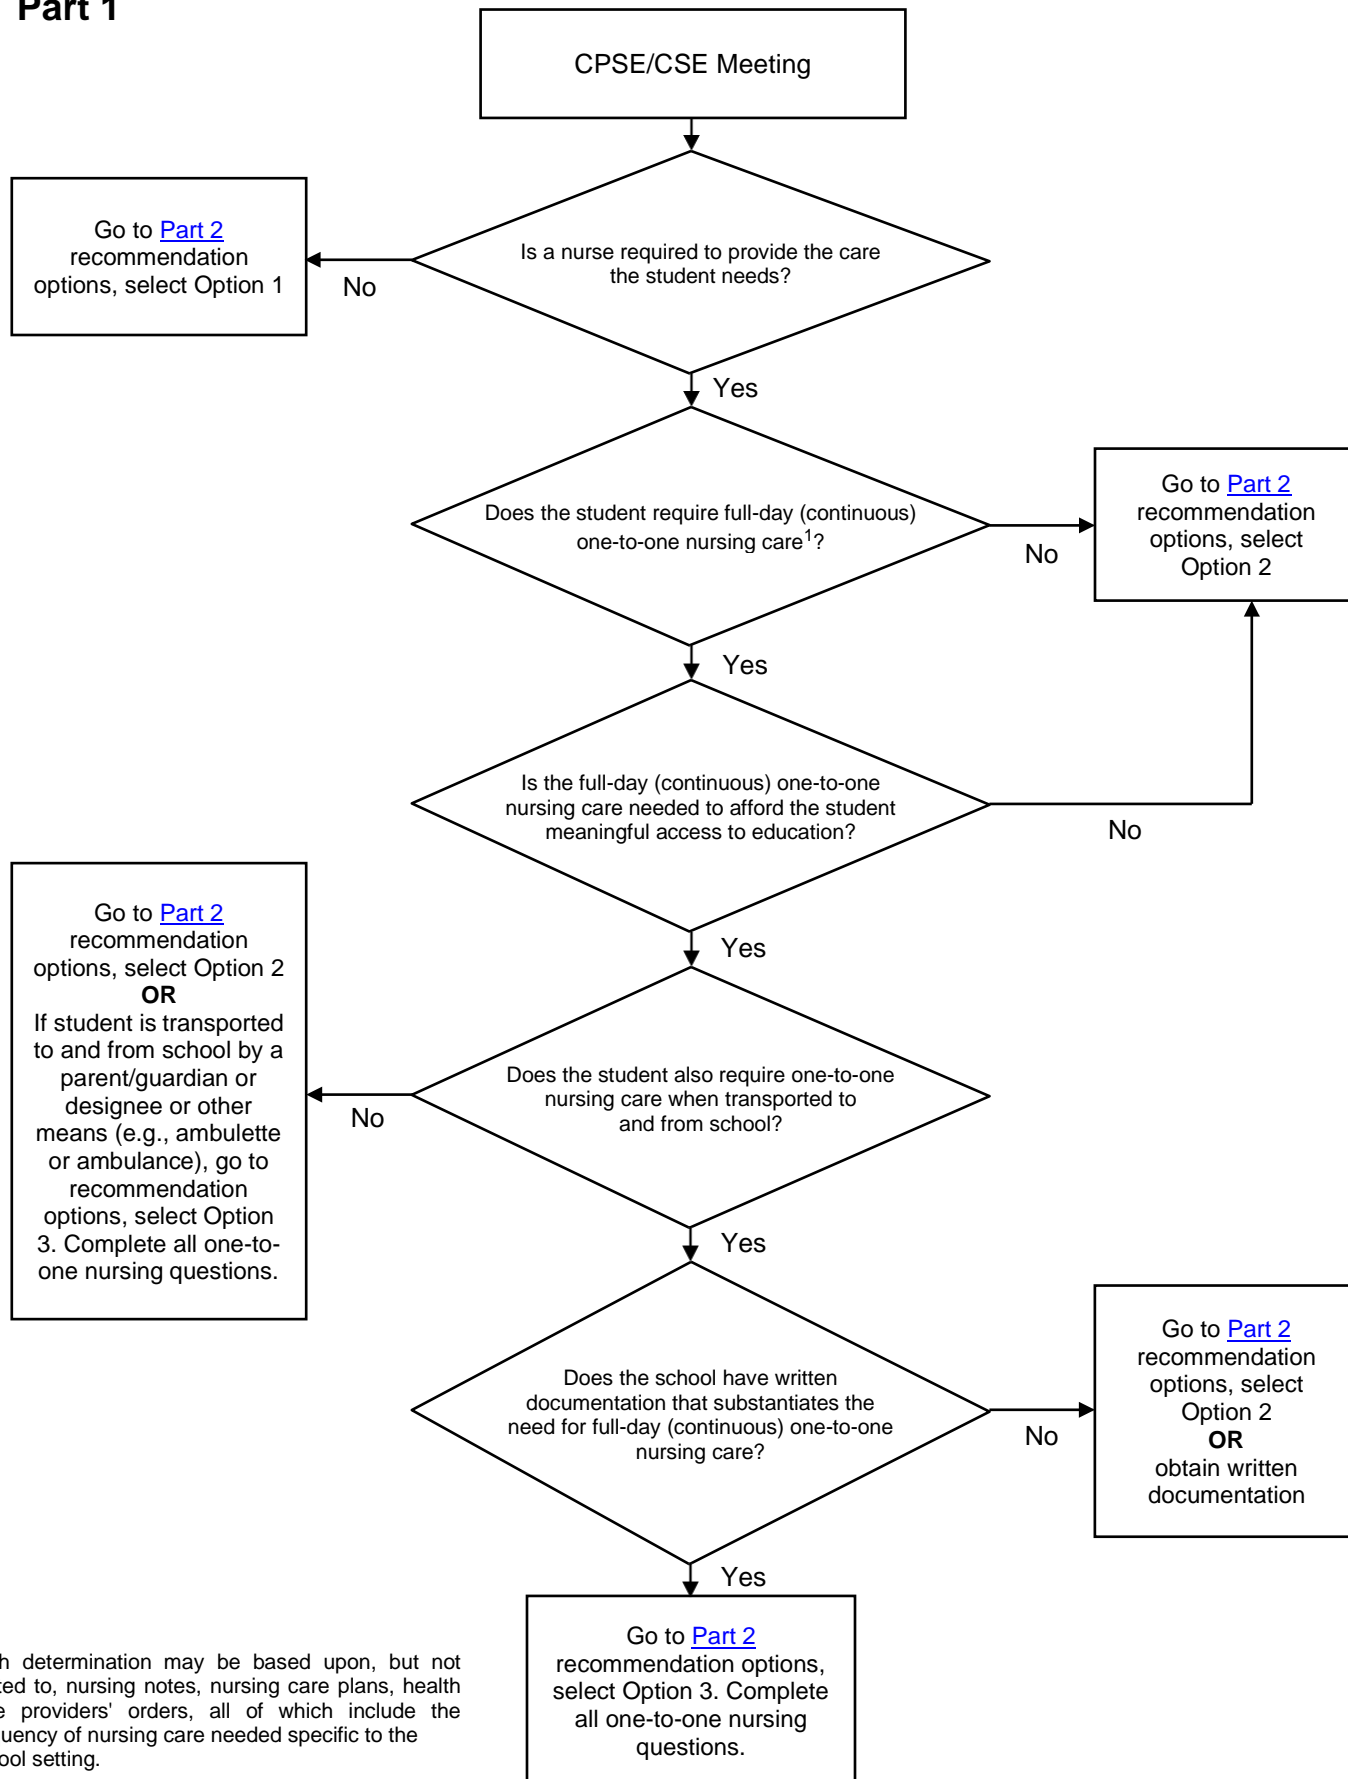 Part 1
CPSE/CSE Meeting
Is a nurse required to provide the care
the student needs?
No
Go to Part 2
recommendation
options, select Option 1
Yes
Does the student require full-day (continuous)
one-to-one nursing care1?
No
Go to Part 2
recommendation
options, select
Option 2
Yes
Is the full-day (continuous) one-to-one
nursing care needed to afford the student
meaningful access to education?
No
Yes
Does the student also require one-to-one
nursing care when transported to
and from school?
No
Go to Part 2
recommendation
options, select Option 2
OR
If student is transported
to and from school by a
parent/guardian or
designee or other
means (e.g., ambulette
or ambulance), go to
recommendation
options, select Option
3. Complete all one-to-
one nursing questions.
Yes
Does the school have written
documentation that substantiates the
need for full-day (continuous) one-to-one
nursing care?
No
Go to Part 2
recommendation
options, select
Option 2
OR
obtain written
documentation
Yes
Go to Part 2
recommendation options,
select Option 3. Complete
all one-to-one nursing
questions.
determination may be based upon, but not
to, nursing notes, nursing care plans, health
providers' orders, all of which include the
of nursing care needed specific to the
setting.